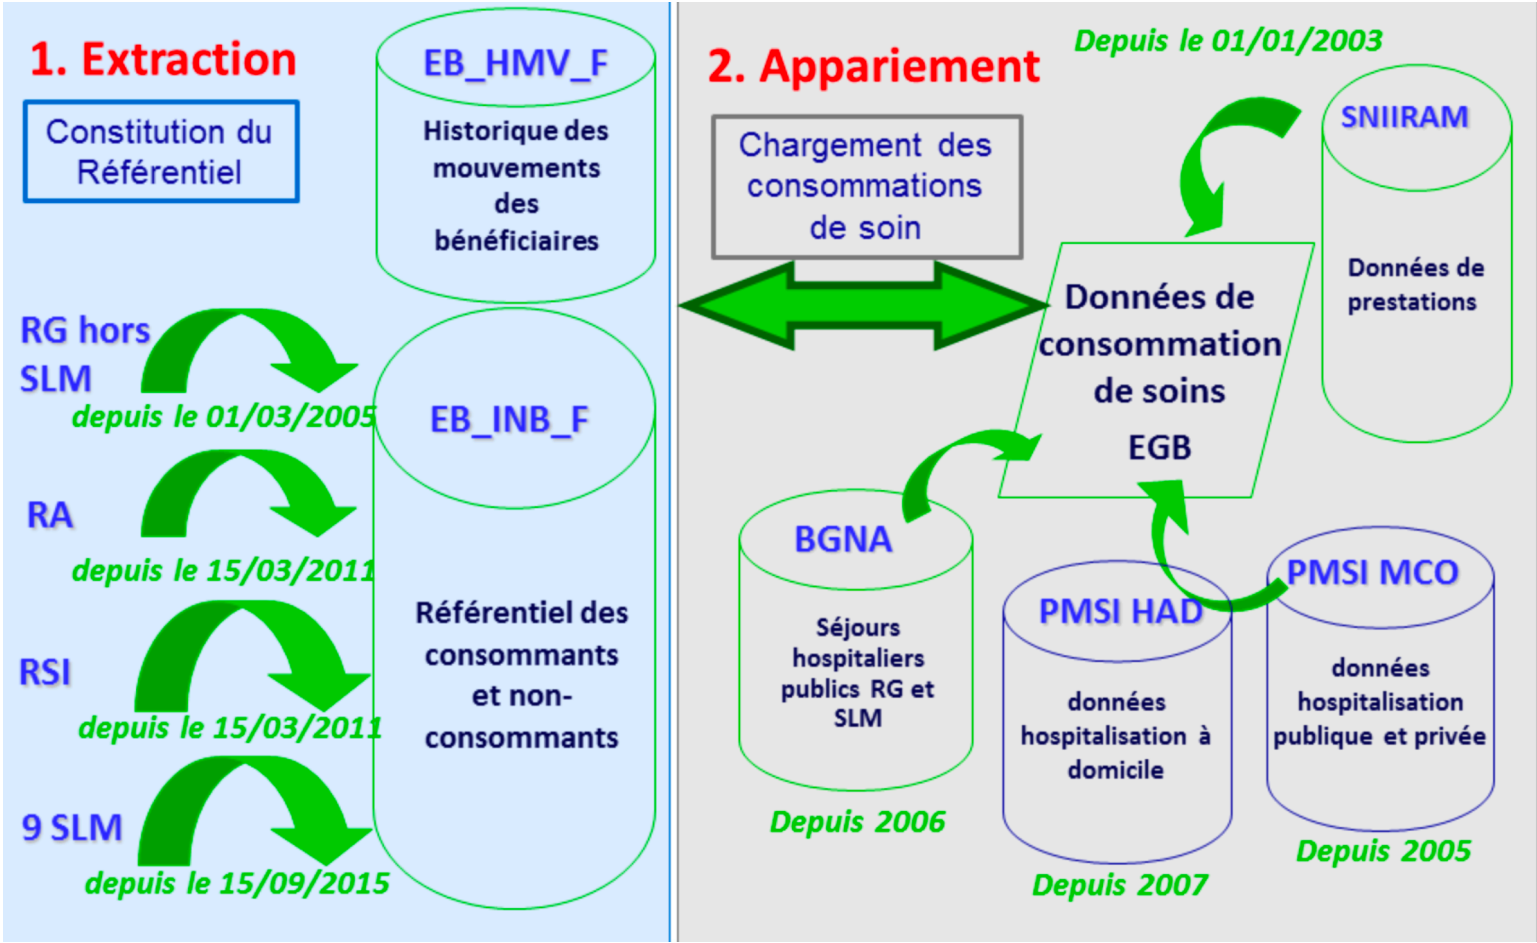 1. Extraction
Constitution du
Référentiel
EB_HMV_F
Historique des
mouvements
des
bénéficiaires
RG hors
SLM
depuis le 01/03/2005
RA
depuis le 15/03/2011
RSI
depuis le 15/03/2011
9 SLM
depuis le 15/09/2015
EB_INB_F
Référentiel des
consommants
et non-
consommants
2. Appariement
Chargement des
consommations
de soin
Depuis le 01/01/2003
SNIIRAM
Données de
prestations
Données de
consommation
de soins
EGB
BGNA
Séjours
hospitaliers
publics RG et
SLM
Depuis 2006
PMSI HAD
données
hospitalisation à
domicile
Depuis 2007
PMSI MCO
données
hospitalisation
publique et privée
Depuis 2005